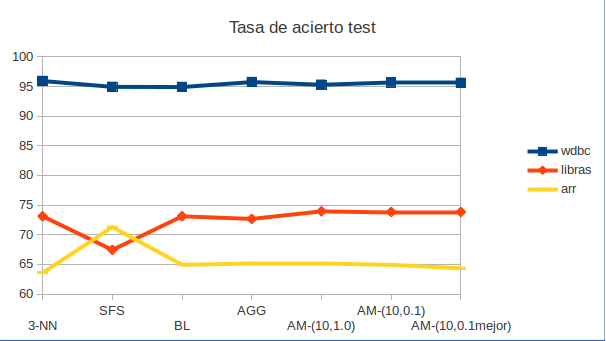 Tasa de acierto test
100
95
90
85
80
75
70
65
60
wdbc
libras
arr
SFS AGG AM-(10,0.1)
3-NN BL AM-(10,1.0) AM-(10,0.1mejor)